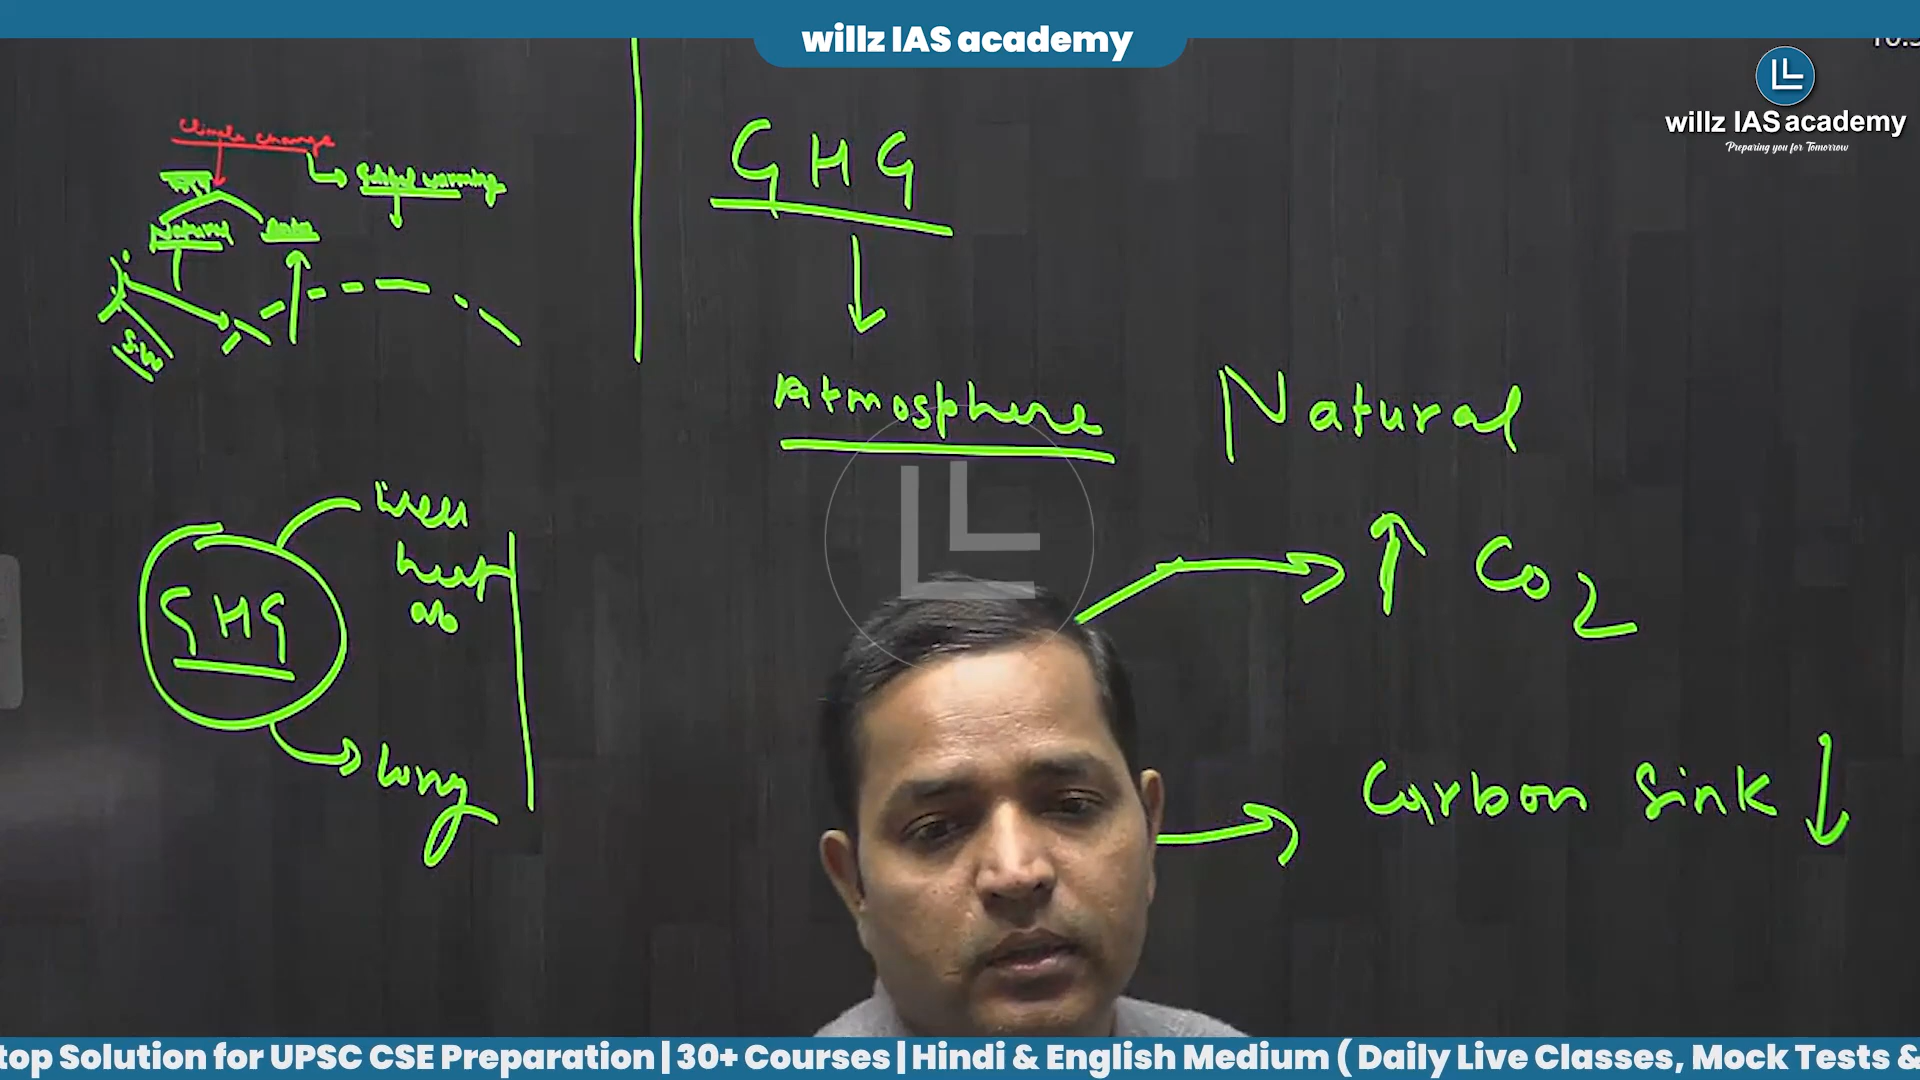 willz IAS academy
willz IAS academy
Preparing you for Tomorrow
Climate change
Global warming
Natural
GHG
Atmosphere
Natural
↑ CO2
Carbon Sink ↓
GHG
heat
long
top Solution for UPSC CSE Preparation | 30+ Courses | Hindi & English Medium ( Daily Live Classes, Mock Tests &